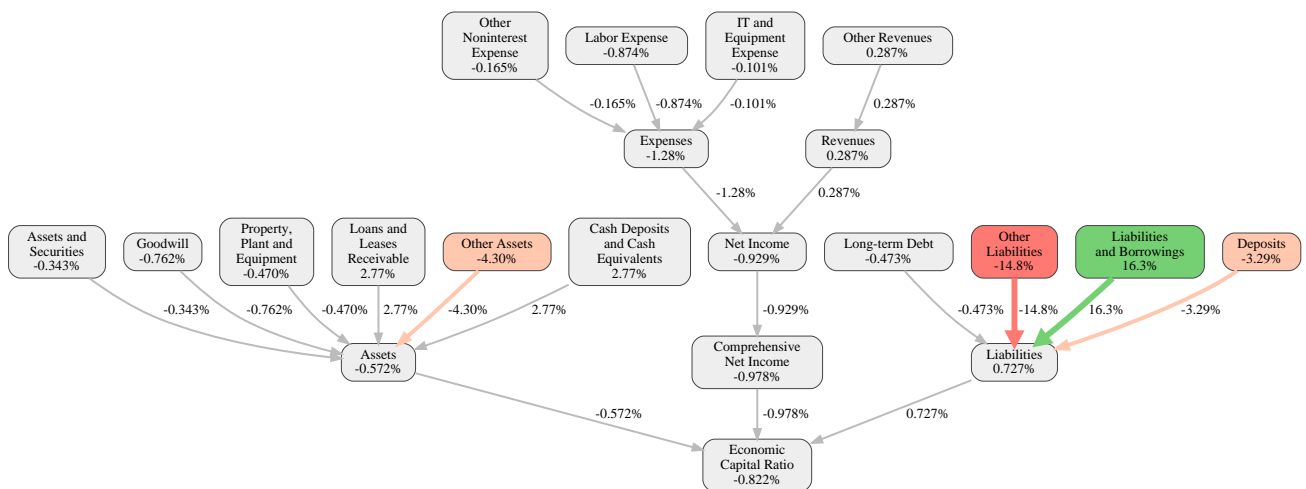 Other
Noninterest
Expense
-0.165%
Labor Expense
-0.874%
IT and
Equipment
Expense
-0.101%
Other Revenues
0.287%
-0.165%
-0.874%
-0.101%
0.287%
Expenses
-1.28%
Revenues
0.287%
-1.28%
0.287%
Assets and
Securities
-0.343%
Goodwill
-0.762%
Property,
Plant and
Equipment
-0.470%
Loans and
Leases
Receivable
2.77%
Other Assets
-4.30%
Cash Deposits
and Cash
Equivalents
2.77%
Net Income
-0.929%
Long-term Debt
-0.473%
Other
Liabilities
-14.8%
Liabilities
and Borrowings
16.3%
Deposits
-3.29%
-0.343%
-0.762%
-0.470%
2.77%
-4.30%
2.77%
-0.929%
-0.473%
-14.8%
16.3%
-3.29%
Assets
-0.572%
Comprehensive
Net Income
-0.978%
Liabilities
0.727%
-0.572%
-0.978%
0.727%
Economic
Capital Ratio
-0.822%